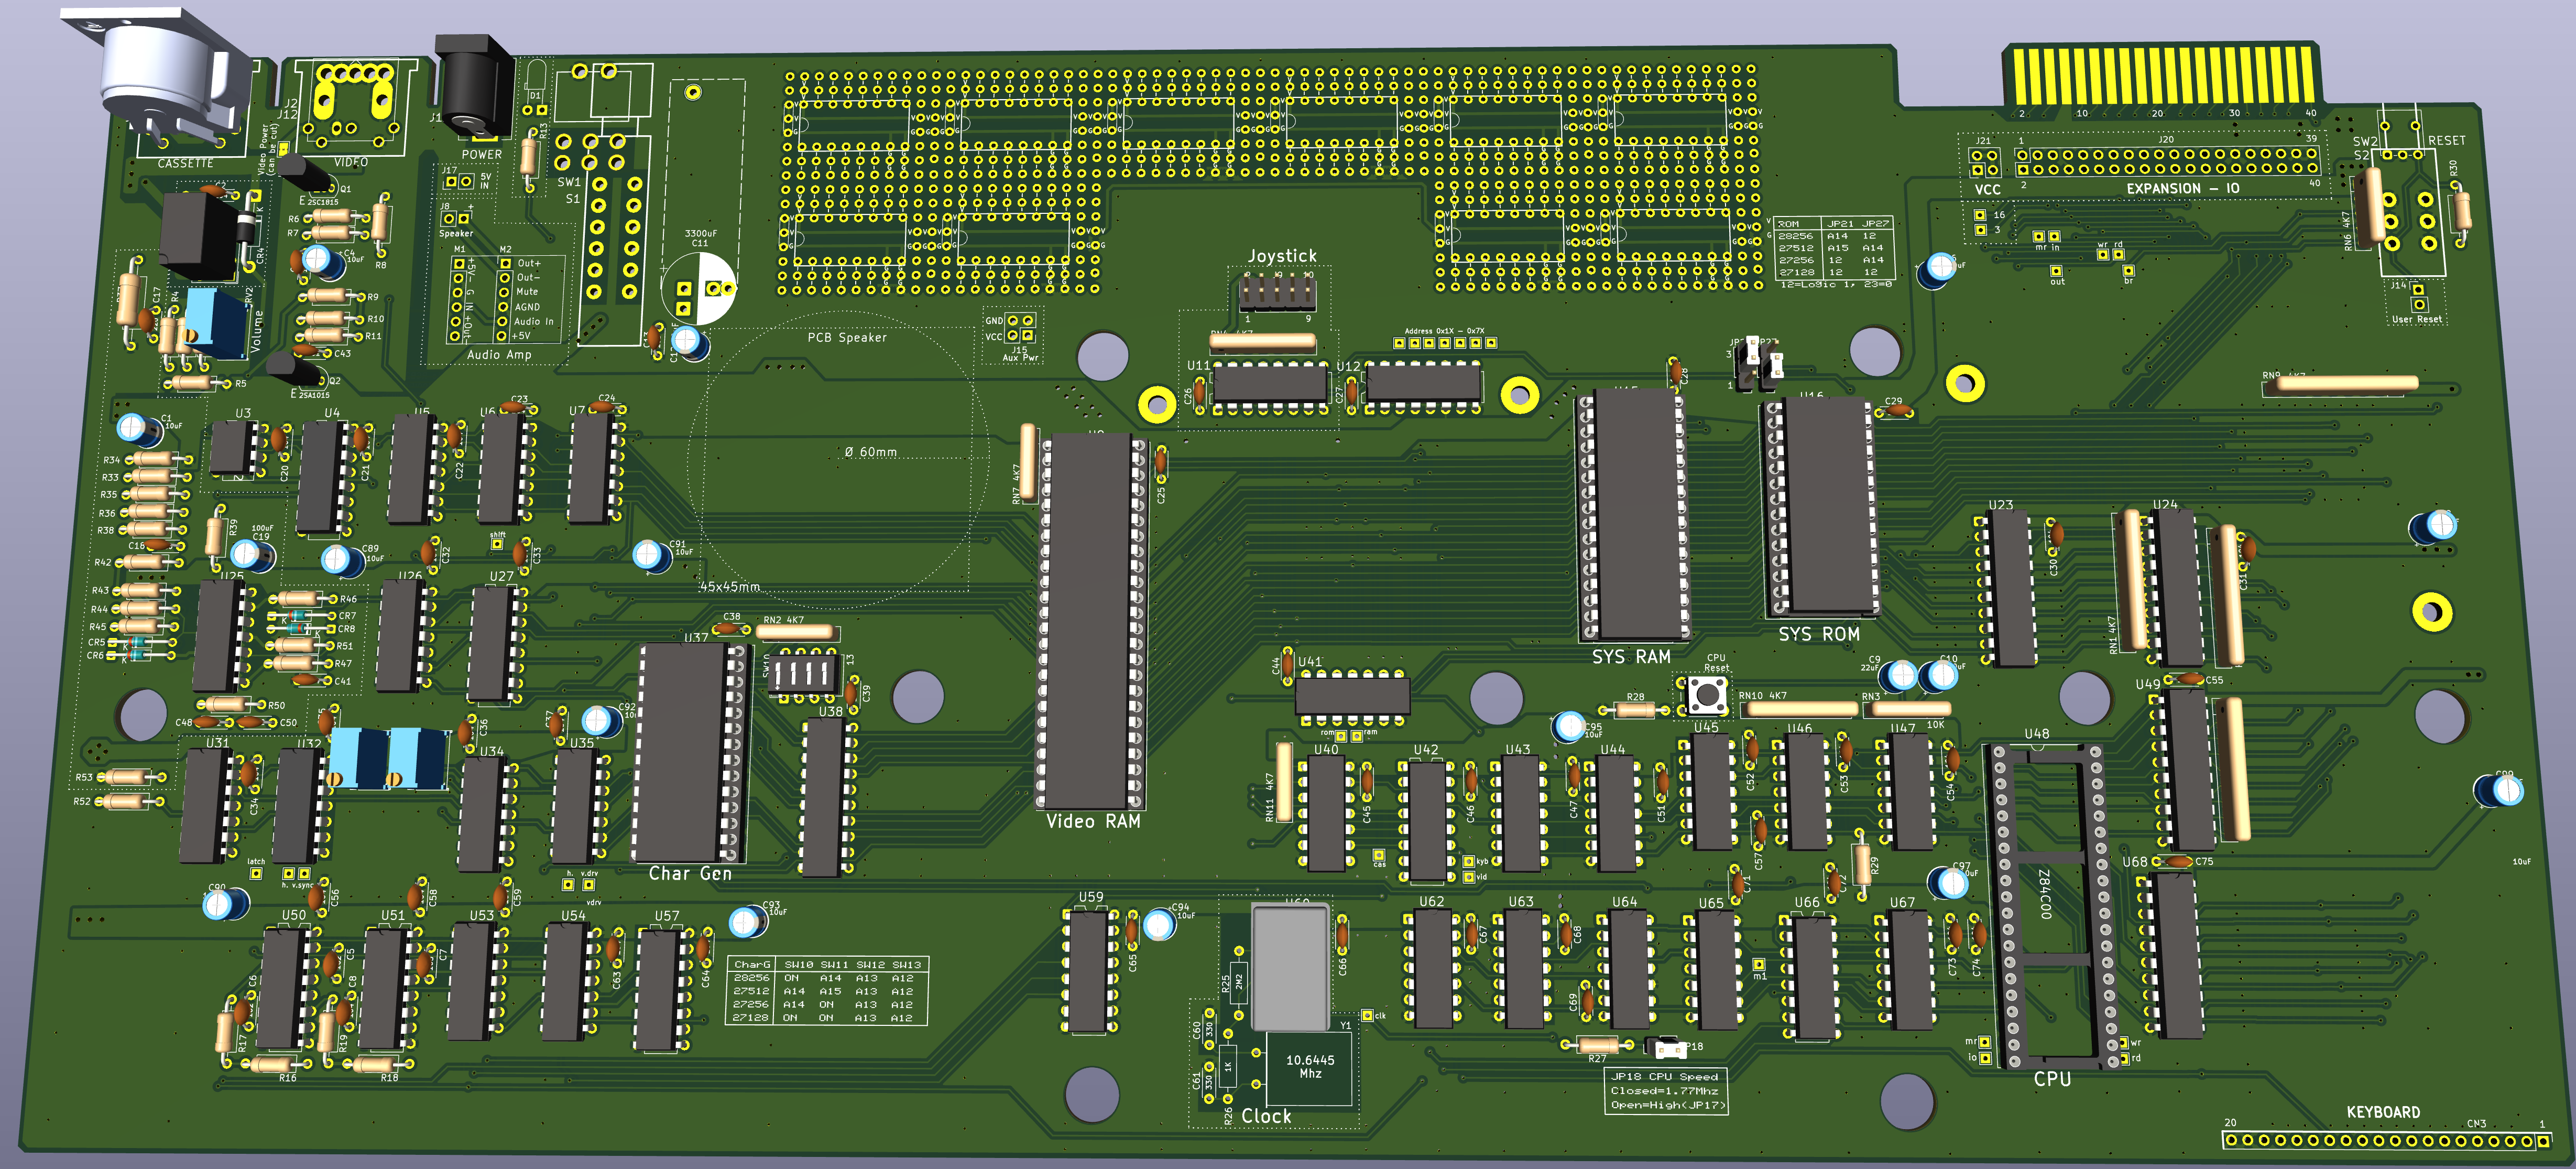 J2
J12
CASSETTE
Video Power
(can be cut)
VIDEO
POWER
D1
R13
J17
5V
IN
J8
+
Speaker
SW1
S1
3300uF
C11
M1
M2
+5V
Out+
Out-
Mute
AGND
Audio In
+5V
Audio Amp
Q1
E 2SC1815
R6
R7
R8
C4
10uF
CR4
RV2
Volume
C17
R4
R9
R10
R11
C43
R5
Q2
E 2SA1015
PCB Speaker
Ø 60mm
45x45mm
GND
VCC
J15
Aux Pwr
Joystick
1
9
U11
C26
U12
C27
Address 0x1X - 0x7X
ROM JP21 JP27
28256 A14 12
27512 A15 A14
27256 12 A14
27128 12 12
12=Logic 1, 23=0
3
1
2
10
20
30
40
J21
1
J20
39
VCC
2
EXPANSION - IO
40
16
3
mr in
wr rd
out
br
SW2
S2
RESET
R30
RN6 4K7
J14
User Reset
RN9 4K7
C1
10uF
U3
U4
U5
U6
U7
C20
C21
C22
C23
C24
R34
R33
R35
R36
R38
C18
R42
R39
100uF
C19
C89
10uF
C32
shift
C33
C91
10uF
RN7 4K7
C25
Video RAM
C28
SYS RAM
U16
C29
SYS ROM
U23
C30
U24
RN1 4K7
C31
R43
R44
R45
CR5
CR6
K
U25
R46
CR7
CR8
R51
R47
C41
R50
C48
C50
U26
U27
C38
RN2 4K7
U37
13
C39
U38
Char Gen
C36
C37
C92
U31
U32
C34
U34
U35
R53
R52
latch
h. v.sync
h. v.drv
vdrv
C44
U41
rom
ram
RN11 4K7
U40
C45
U42
C46
U43
C47
U44
C51
cas
kyb
vid
C95
10uF
R28
CPU
Reset
RN10 4K7
RN3
10K
C9
22uF
C10
U45
C52
U46
C53
U47
C54
C57
R29
C71
C72
C97
U48
Z84C00
CPU
U49
C55
U68
C75
10uF
C90
C56
C58
C59
C93
10uF
U50
U51
U53
U54
U57
C5
C6
C7
C8
C63
C64
R17
R16
R19
R18
CharG SW10 SW11 SW12 SW13
28256 ON A14 A13 A12
27512 A14 A15 A13 A12
27256 A14 ON A13 A12
27128 ON ON A13 A12
U59
C65
C94
10uF
U60
C66
R25
2M2
C60
330
C61
330
1K
R26
Y1
10.6445
Mhz
clk
Clock
U62
C67
U63
C68
U64
C69
U65
m1
U66
U67
C73
C74
R27
JP18
JP18 CPU Speed
Closed=1.77Mhz
Open=High(JP17)
mr
io
wr
rd
KEYBOARD
20
CN3
1